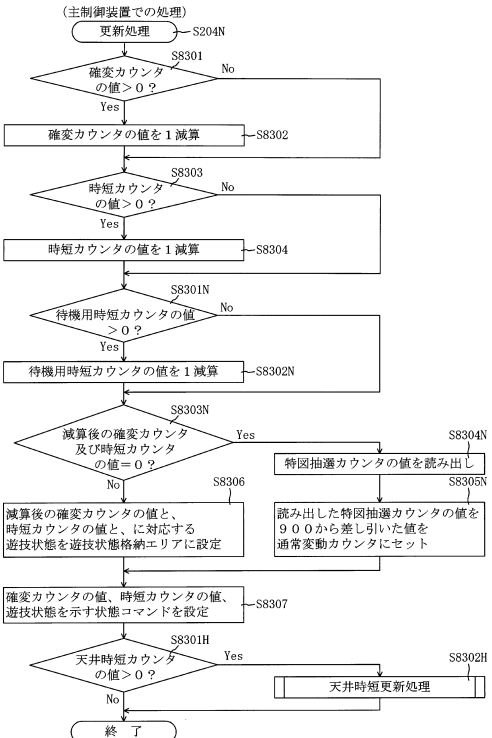 (主制御装置での処理)
更新処理
S204N
S8301
確変カウンタ
の値>0?
No
Yes
確変カウンタの値を1減算
S8302
S8303
時短カウンタ
の値>0?
No
Yes
時短カウンタの値を1減算
S8304
S8301N
待機用時短カウンタの値
>0?
No
Yes
待機用時短カウンタの値を1減算
S8302N
S8303N
減算後の確変カウンタ
及び時短カウンタ
の値=0?
Yes
No
S8304N
特図抽選カウンタの値を読み出し
S8305N
読み出した特図抽選カウンタの値を
900から差し引いた値を
通常変動カウンタにセット
S8306
減算後の確変カウンタの値と、
時短カウンタの値と、に対応する
遊技状態を遊技状態格納エリアに設定
確変カウンタの値、時短カウンタの値、
遊技状態を示す状態コマンドを設定
S8307
S8301H
天井時短カウンタ
の値>0?
Yes
No
S8302H
天井時短更新処理
終 了